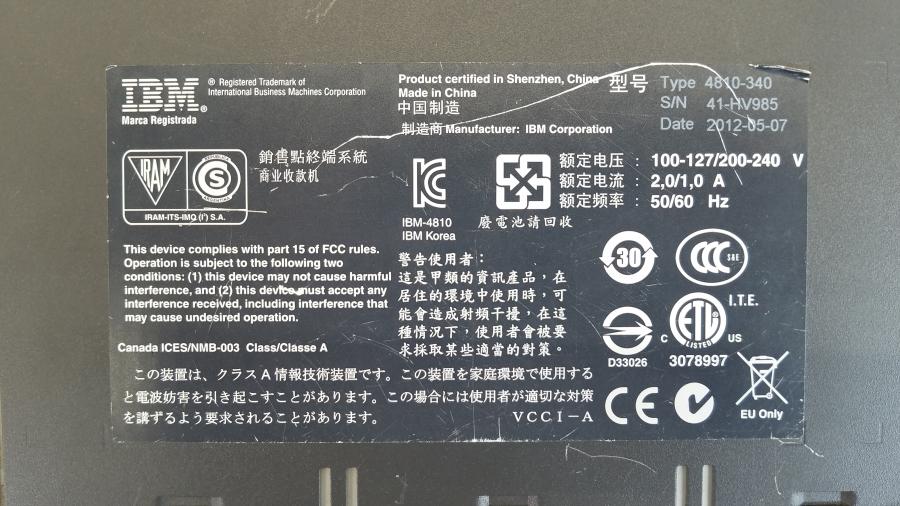 IBM®
® Registered Trademark of
International Business Machines Corporation
Marca Registrada
Product certified in Shenzhen, China
Made in China
中国制造
制造商 Manufacturer: IBM Corporation
型号 Type 4810-340
S/N 41-HV985
Date 2012-05-07
IRAM
S
IRAM-ITS-IMQ (I²) S.A.
銷售點終端系統
商业收款机
IBM-4810
IBM Korea
廢電池請回收
额定电压 : 100-127/200-240 V
额定电流 : 2,0/1,0 A
额定频率 : 50/60 Hz
This device complies with part 15 of FCC rules.
Operation is subject to the following two
conditions: (1) this device may not cause harmful
interference, and (2) this device must accept any
interference received, including interference that
may cause undesired operation.
Canada ICES/NMB-003 Class/Classe A
警告使用者:
這是甲類的資訊產品,在
居住的環境中使用時,可
能會造成射頻干擾,在這
種情況下,使用者會被要
求採取某些適當的對策。
30
CCC S&E
D33026
I.T.E.
C ETL US
LISTED
3078997
CE
EU Only
この装置は、クラスA情報技術装置です。この装置を家庭環境で使用する
と電波妨害を引き起こすことがあります。この場合には使用者が適切な対策
を講ずるよう要求されることがあります。 VCCI-A